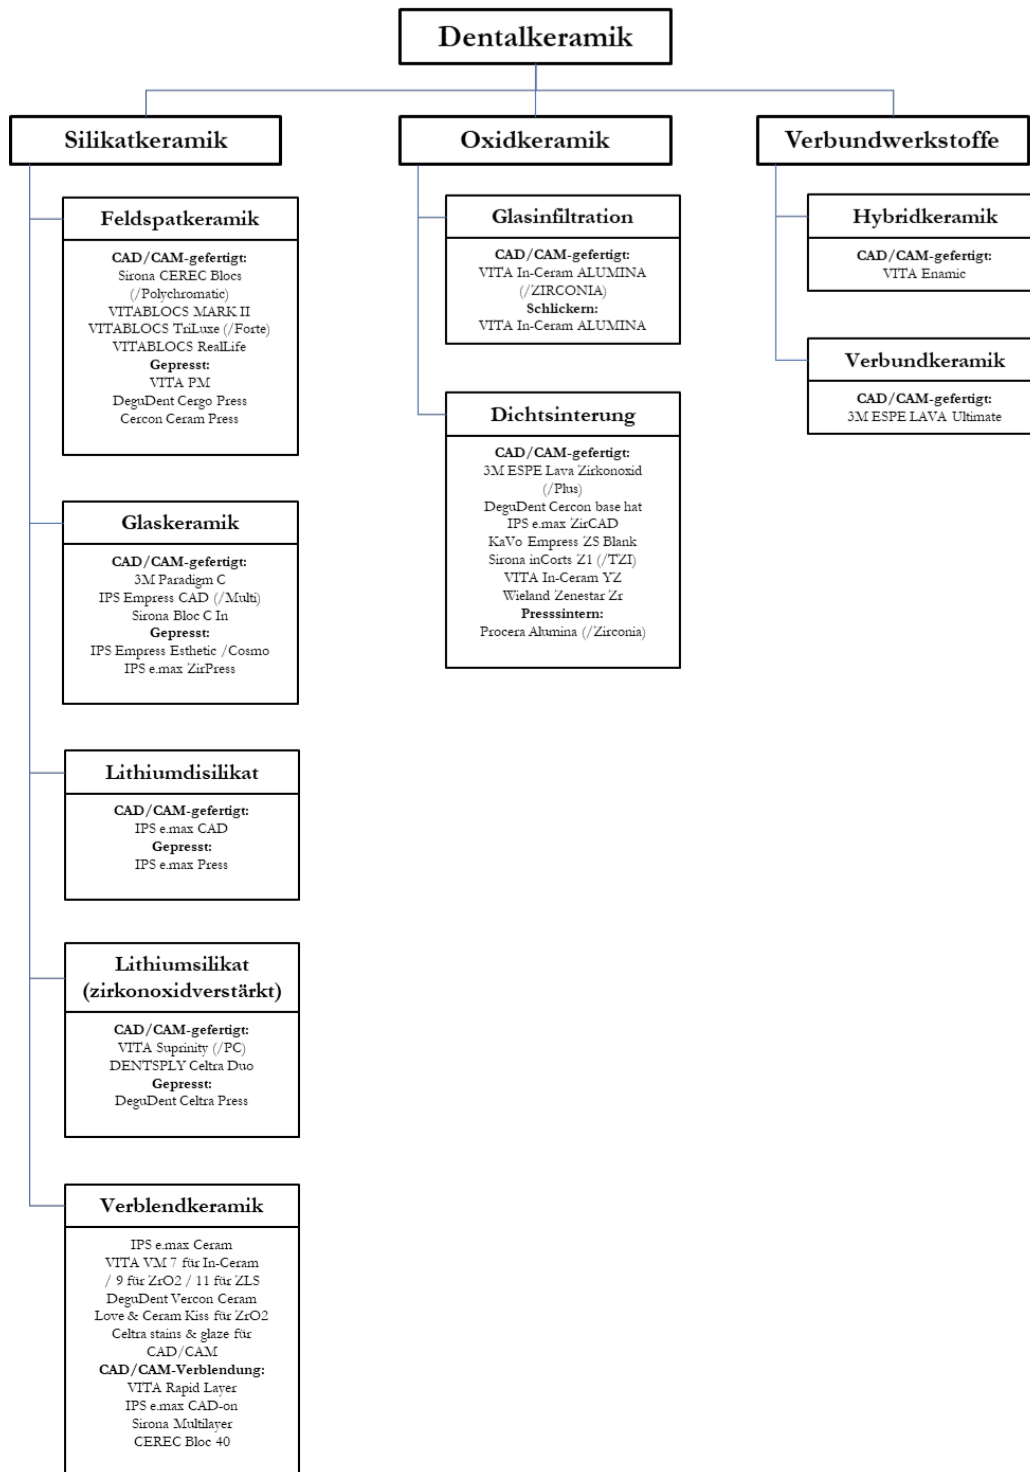 Dentalkeramik
Silikatkeramik
Feldspatkeramik
CAD/CAM-gefertigt:
Sirona CEREC Blocs
(/Polychromatic)
VITABLOCS MARK II
VITABLOCS TriLuxe (/Forte)
VITABLOCS RealLife
Gepresst:
VITA PM
DeguDent Cergo Press
Cercon Ceram Press
Glaskeramik
CAD/CAM-gefertigt:
3M Paradigm C
IPS Empress CAD (/Multi)
Sirona Bloc C In
Gepresst:
IPS Empress Esthetic /Cosmo
IPS e.max ZirPress
Lithiumdisilikat
CAD/CAM-gefertigt:
IPS e.max CAD
Gepresst:
IPS e.max Press
Lithiumsilikat
(zirkonoxidverstärkt)
CAD/CAM-gefertigt:
VITA Suprinity (/PC)
DENTSPLY Celtra Duo
Gepresst:
DeguDent Celtra Press
Verblendkeramik
IPS e.max Ceram
VITA VM 7 für In-Ceram
/ 9 für ZrO2 / 11 für ZLS
DeguDent Vercon Ceram
Love & Ceram Kiss für ZrO2
Celtra stains & glaze für
CAD/CAM
CAD/CAM-Verblendung:
VITA Rapid Layer
IPS e.max CAD-on
Sirona Multilayer
CEREC Bloc 40
Oxidkeramik
Glasinfiltration
CAD/CAM-gefertigt:
VITA In-Ceram ALUMINA
(/ZIRCONIA)
Schlickern:
VITA In-Ceram ALUMINA
Dichtsinterung
CAD/CAM-gefertigt:
3M ESPE Lava Zirkonoxid
(/Plus)
DeguDent Cercon base hat
IPS e.max ZirCAD
KaVo Empress ZS Blank
Sirona inCorts Z1 (/TZI)
VITA In-Ceram YZ
Wieland Zenestar Zr
Presssintern:
Procera Alumina (/Zirconia)
Verbundwerkstoffe
Hybridkeramik
CAD/CAM-gefertigt:
VITA Enamic
Verbundkeramik
CAD/CAM-gefertigt:
3M ESPE LAVA Ultimate